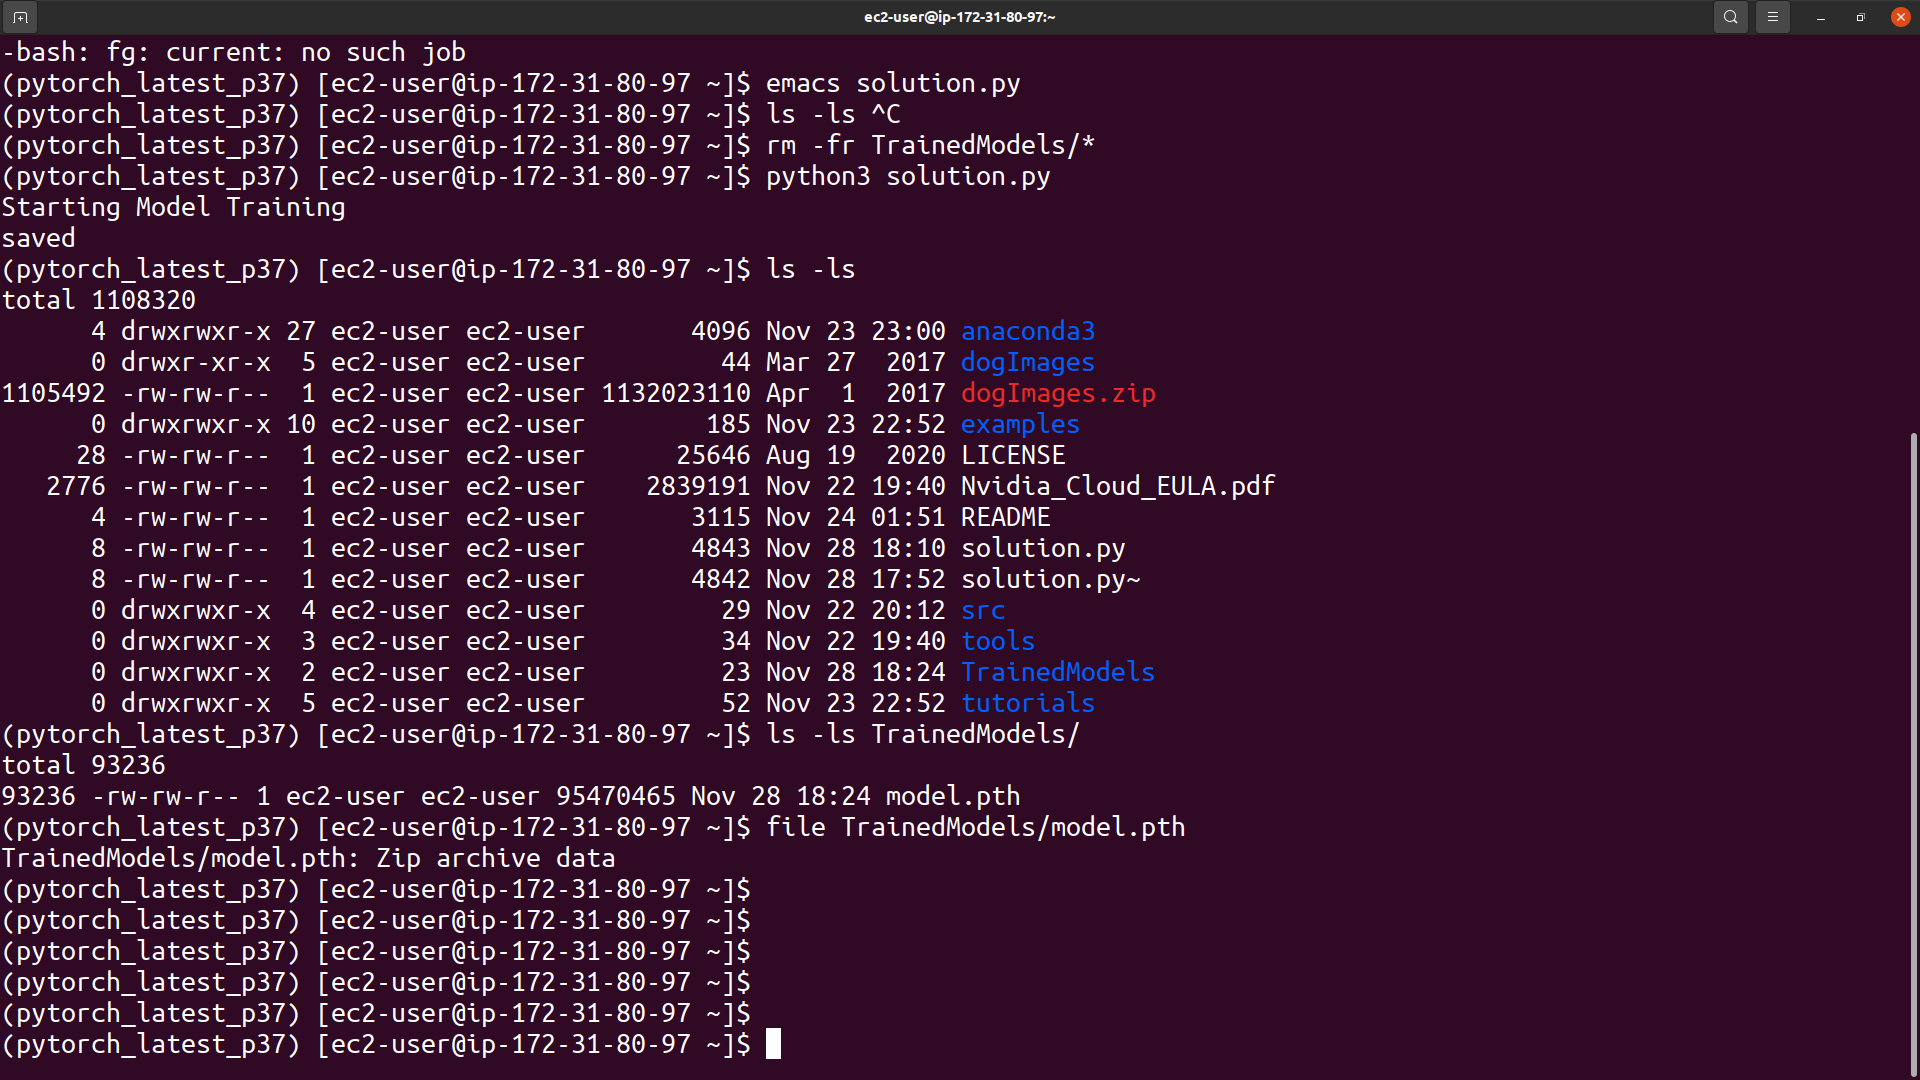 ec2-user@ip-172-31-80-97:~
-bash: fg: current: no such job
(pytorch_latest_p37) [ec2-user@ip-172-31-80-97 ~]$ emacs solution.py
(pytorch_latest_p37) [ec2-user@ip-172-31-80-97 ~]$ ls -ls ^C
(pytorch_latest_p37) [ec2-user@ip-172-31-80-97 ~]$ rm -fr TrainedModels/*
(pytorch_latest_p37) [ec2-user@ip-172-31-80-97 ~]$ python3 solution.py
Starting Model Training
saved
(pytorch_latest_p37) [ec2-user@ip-172-31-80-97 ~]$ ls -ls
total 1108320
      4 drwxrwxr-x 27 ec2-user ec2-user       4096 Nov 23 23:00 anaconda3
      0 drwxr-xr-x  5 ec2-user ec2-user         44 Mar 27  2017 dogImages
1105492 -rw-rw-r--  1 ec2-user ec2-user 1132023110 Apr  1  2017 dogImages.zip
      0 drwxrwxr-x 10 ec2-user ec2-user        185 Nov 23 22:52 examples
     28 -rw-rw-r--  1 ec2-user ec2-user      25646 Aug 19  2020 LICENSE
   2776 -rw-rw-r--  1 ec2-user ec2-user    2839191 Nov 22 19:40 Nvidia_Cloud_EULA.pdf
      4 -rw-rw-r--  1 ec2-user ec2-user       3115 Nov 24 01:51 README
      8 -rw-rw-r--  1 ec2-user ec2-user       4843 Nov 28 18:10 solution.py
      8 -rw-rw-r--  1 ec2-user ec2-user       4842 Nov 28 17:52 solution.py~
      0 drwxrwxr-x  4 ec2-user ec2-user         29 Nov 22 20:12 src
      0 drwxrwxr-x  3 ec2-user ec2-user         34 Nov 22 19:40 tools
      0 drwxrwxr-x  2 ec2-user ec2-user         23 Nov 28 18:24 TrainedModels
      0 drwxrwxr-x  5 ec2-user ec2-user         52 Nov 23 22:52 tutorials
(pytorch_latest_p37) [ec2-user@ip-172-31-80-97 ~]$ ls -ls TrainedModels/
total 93236
93236 -rw-rw-r-- 1 ec2-user ec2-user 95470465 Nov 28 18:24 model.pth
(pytorch_latest_p37) [ec2-user@ip-172-31-80-97 ~]$ file TrainedModels/model.pth
TrainedModels/model.pth: Zip archive data
(pytorch_latest_p37) [ec2-user@ip-172-31-80-97 ~]$
(pytorch_latest_p37) [ec2-user@ip-172-31-80-97 ~]$
(pytorch_latest_p37) [ec2-user@ip-172-31-80-97 ~]$
(pytorch_latest_p37) [ec2-user@ip-172-31-80-97 ~]$
(pytorch_latest_p37) [ec2-user@ip-172-31-80-97 ~]$
(pytorch_latest_p37) [ec2-user@ip-172-31-80-97 ~]$